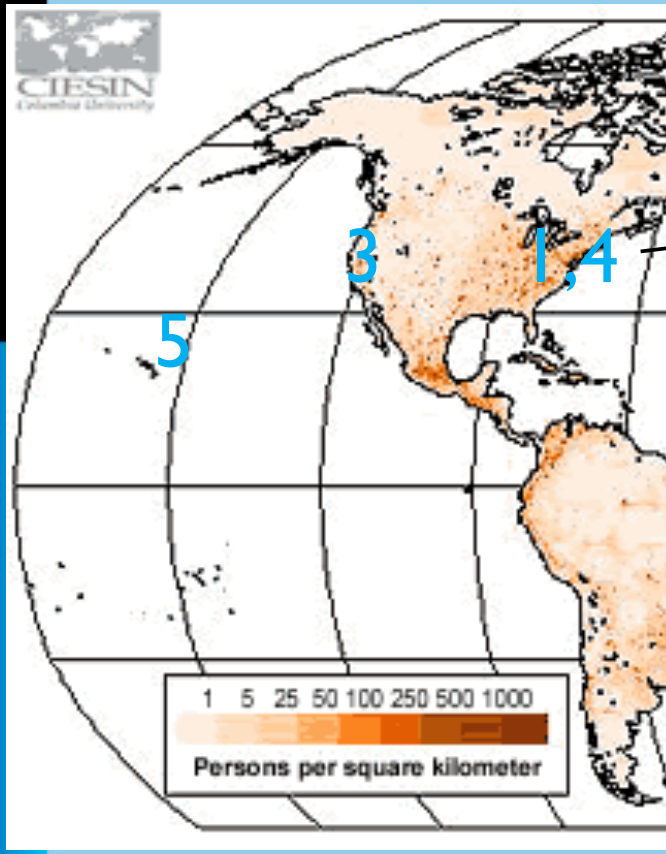 CIESIN
Columbia University
3
1,4
5
1 5 25 50 100 250 500 1000
Persons per square kilometer